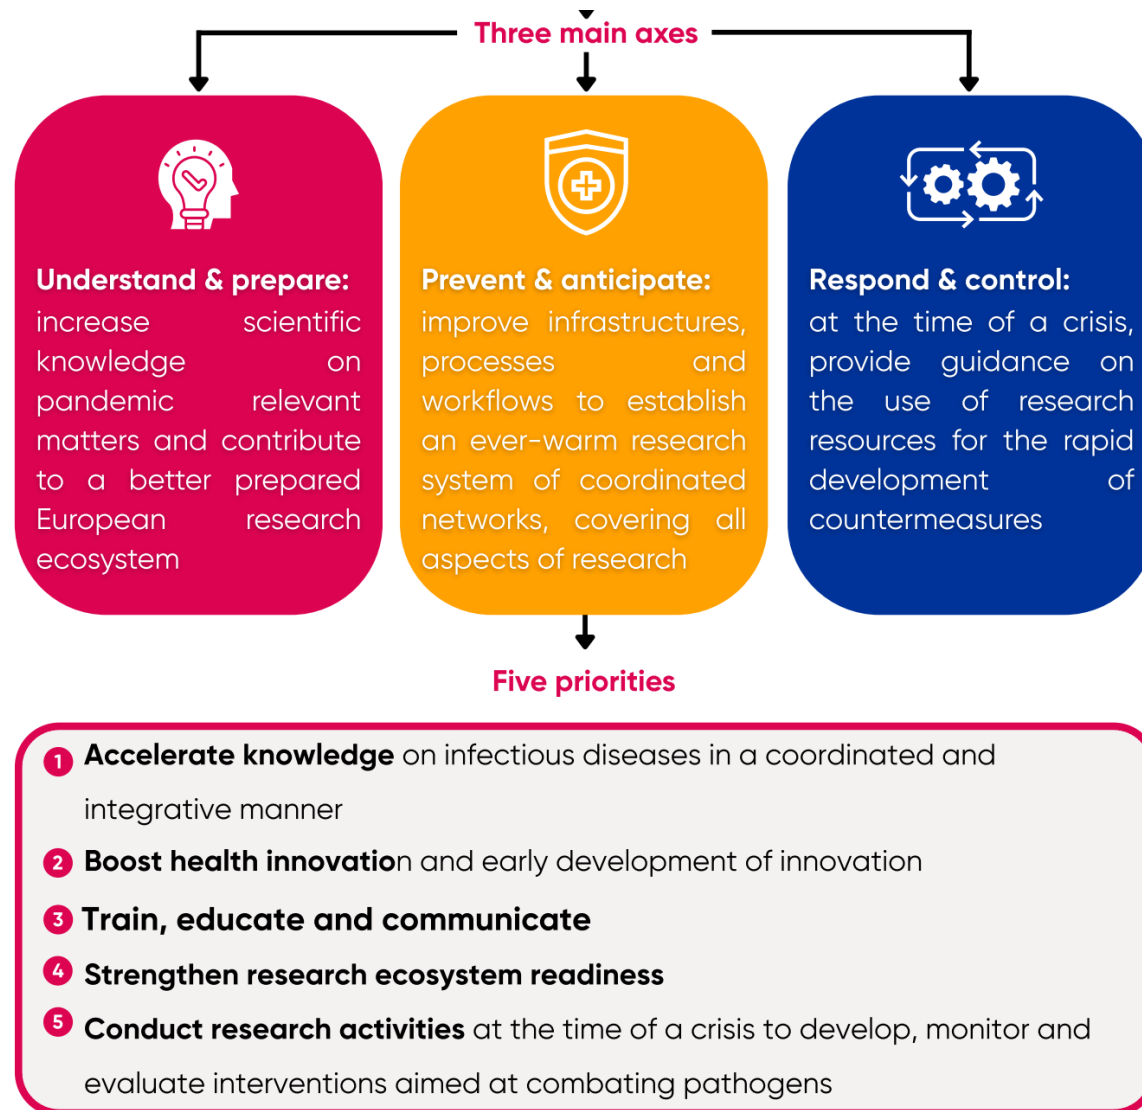 Three main axes
Understand & prepare:
increase scientific
knowledge on
pandemic relevant
matters and contribute
to a better prepared
European research
ecosystem
Prevent & anticipate:
improve infrastructures,
processes and
workflows to establish
an ever-warm research
system of coordinated
networks, covering all
aspects of research
Respond & control:
at the time of a crisis,
provide guidance on
the use of research
resources for the rapid
development of
countermeasures
Five priorities
1 Accelerate knowledge on infectious diseases in a coordinated and
integrative manner
2 Boost health innovation and early development of innovation
3 Train, educate and communicate
4 Strengthen research ecosystem readiness
5 Conduct research activities at the time of a crisis to develop, monitor and
evaluate interventions aimed at combating pathogens